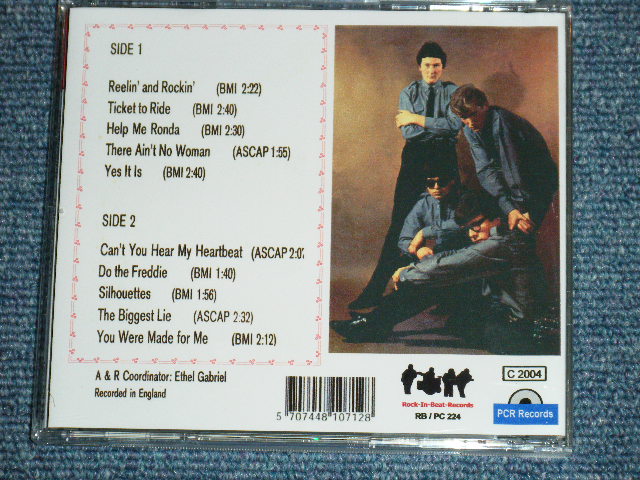 SIDE 1
Reelin' and Rockin' (BMI 2:22)
Ticket to Ride (BMI 2:40)
Help Me Ronda (BMI 2:30)
There Ain't No Woman (ASCAP 1:55)
Yes It Is (BMI 2:40)
SIDE 2
Can't You Hear My Heartbeat (ASCAP 2:07
Do the Freddie (BMI 1:40)
Silhouettes (BMI 1:56)
The Biggest Lie (ASCAP 2:32)
You Were Made for Me (BMI 2:12)
A & R Coordinator: Ethel Gabriel
Recorded in England
5 707448 107128
Rock-In-Beat-Records
RB / PC 224
C 2004
PCR Records